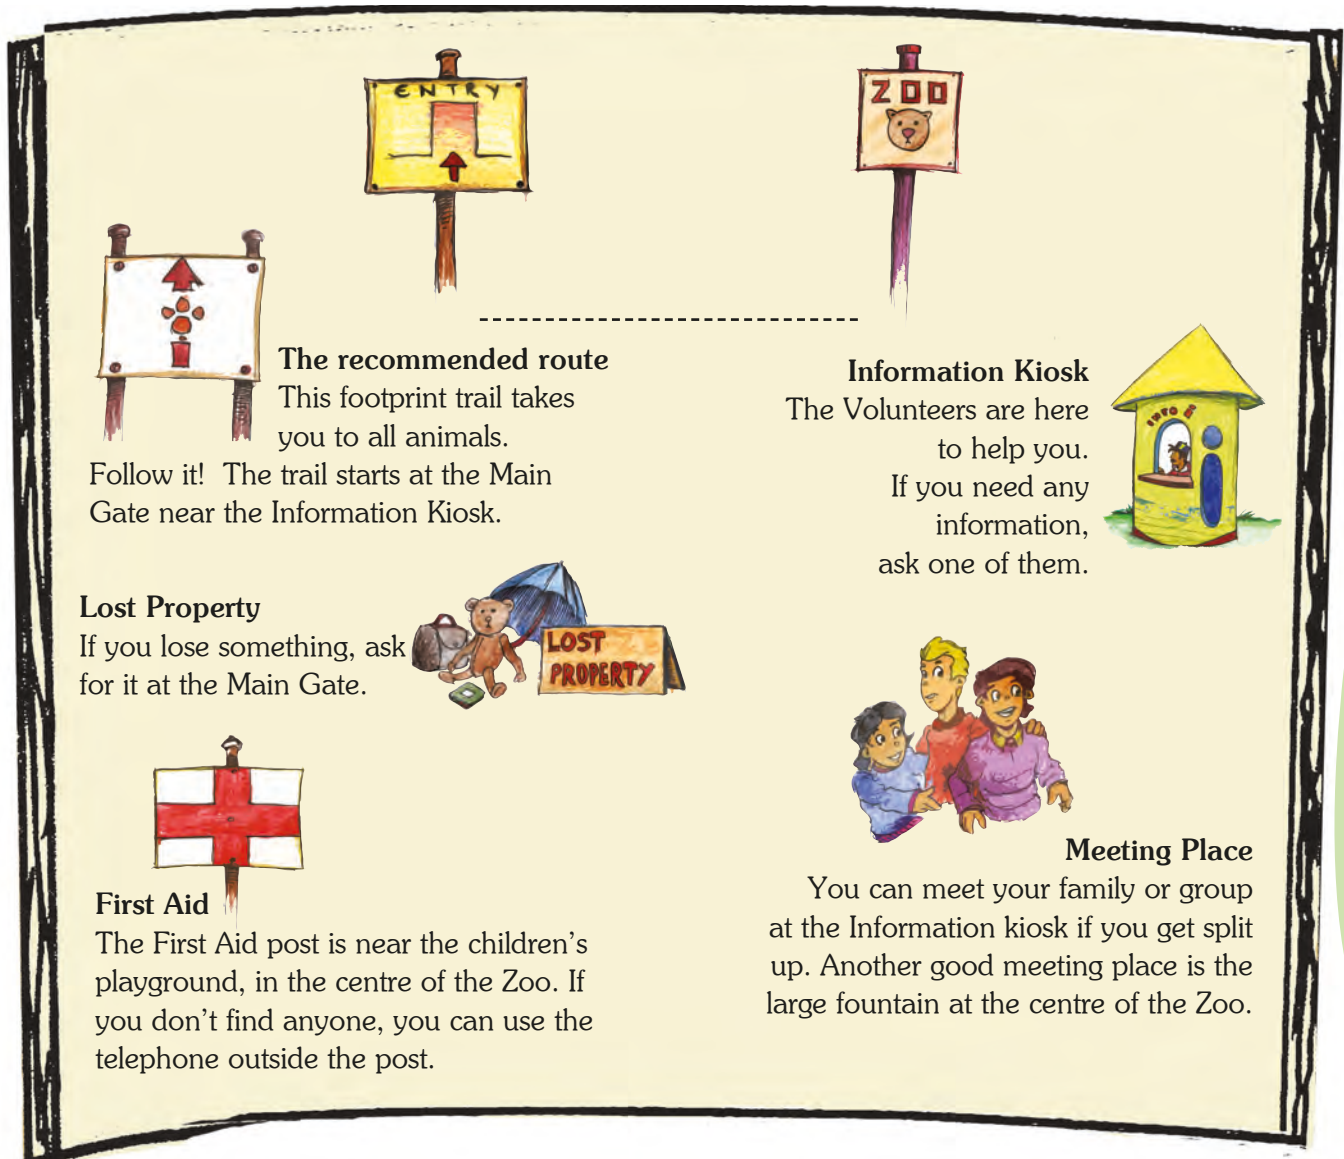 ENTRY
ZOO
The recommended route
This footprint trail takes
you to all animals.
Follow it! The trail starts at the Main
Gate near the Information Kiosk.
Information Kiosk
The Volunteers are here
to help you.
If you need any
information,
ask one of them.
INFO
Lost Property
If you lose something, ask
for it at the Main Gate.
LOST
PROPERTY
First Aid
The First Aid post is near the children's
playground, in the centre of the Zoo. If
you don't find anyone, you can use the
telephone outside the post.
Meeting Place
You can meet your family or group
at the Information kiosk if you get split
up. Another good meeting place is the
large fountain at the centre of the Zoo.